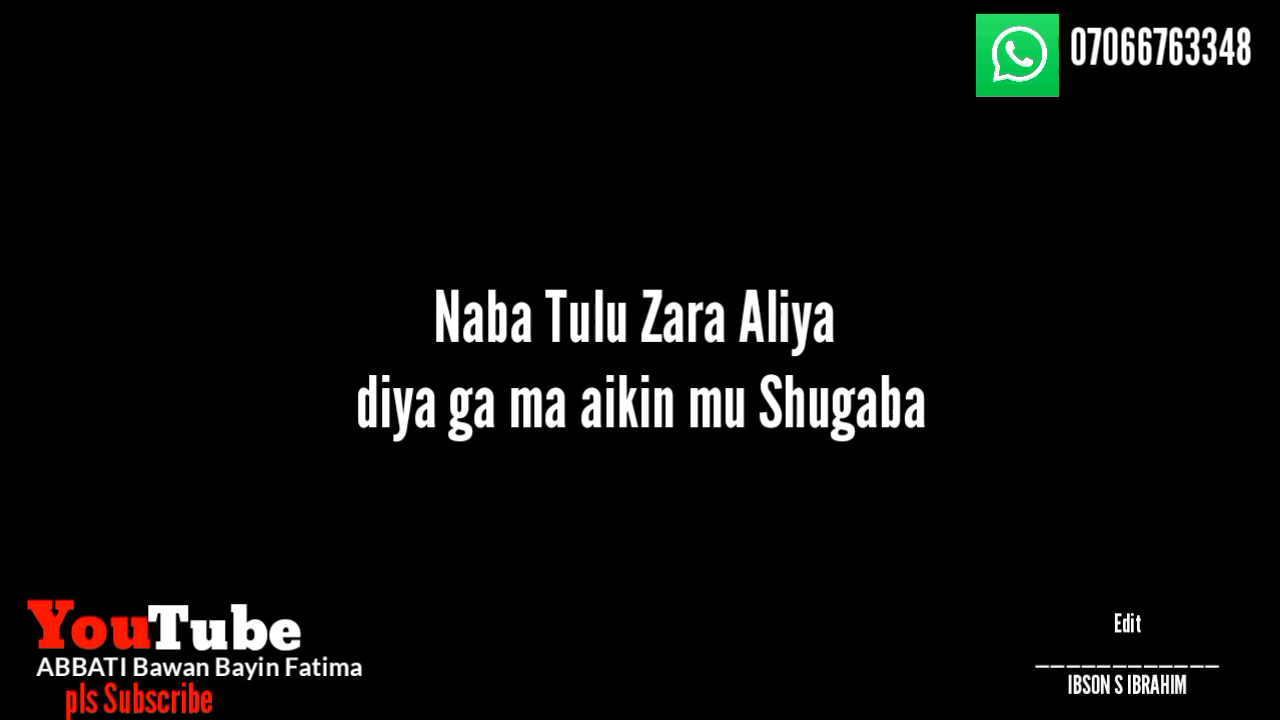 07066763348
Naba Tulu Zara Aliya
diya ga ma aikin mu Shugaba
YouTube
ABBATI Bawan Bayin Fatima
pls Subscribe
Edit
____________
IBSON S IBRAHIM